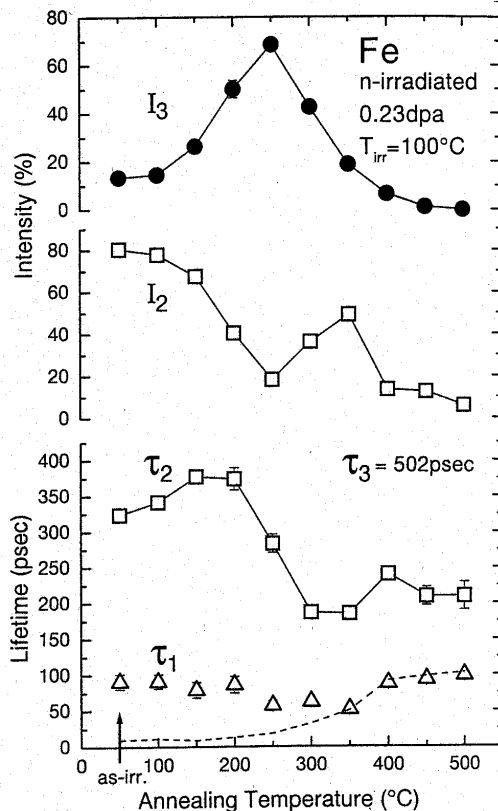 80
60
40
20
0
I3
Fe
n-irradiated
0.23dpa
Tirr=100°C
Intensity (%)
80
60
40
20
0
I2
400
350
300
250
200
150
100
50
0
τ2
τ3 = 502psec
τ1
Lifetime (psec)
0 100 200 300 400 500
as-irr.
Annealing Temperature (°C)